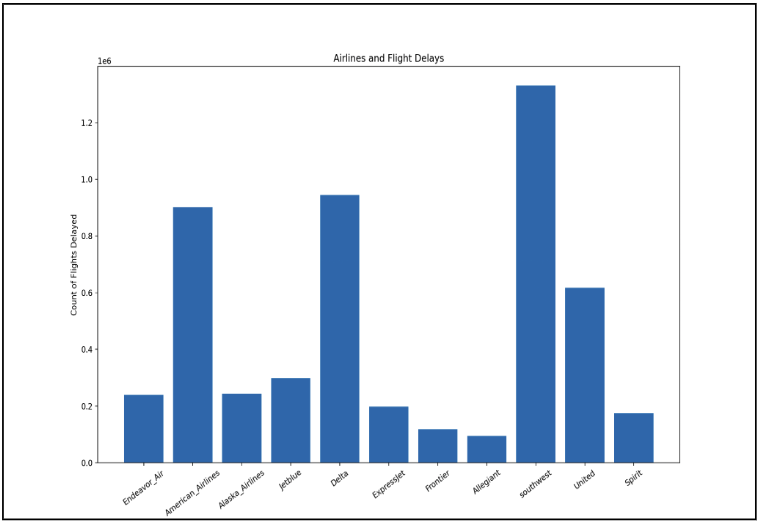 Airlines and Flight Delays
1e6
1.2
1.0
0.8
0.6
0.4
0.2
0.0
Count of Flights Delayed
Endeavor_Air
American_Airlines
Alaska_Airlines
Jetblue
Delta
ExpressJet
Frontier
Allegiant
southwest
United
Spirit